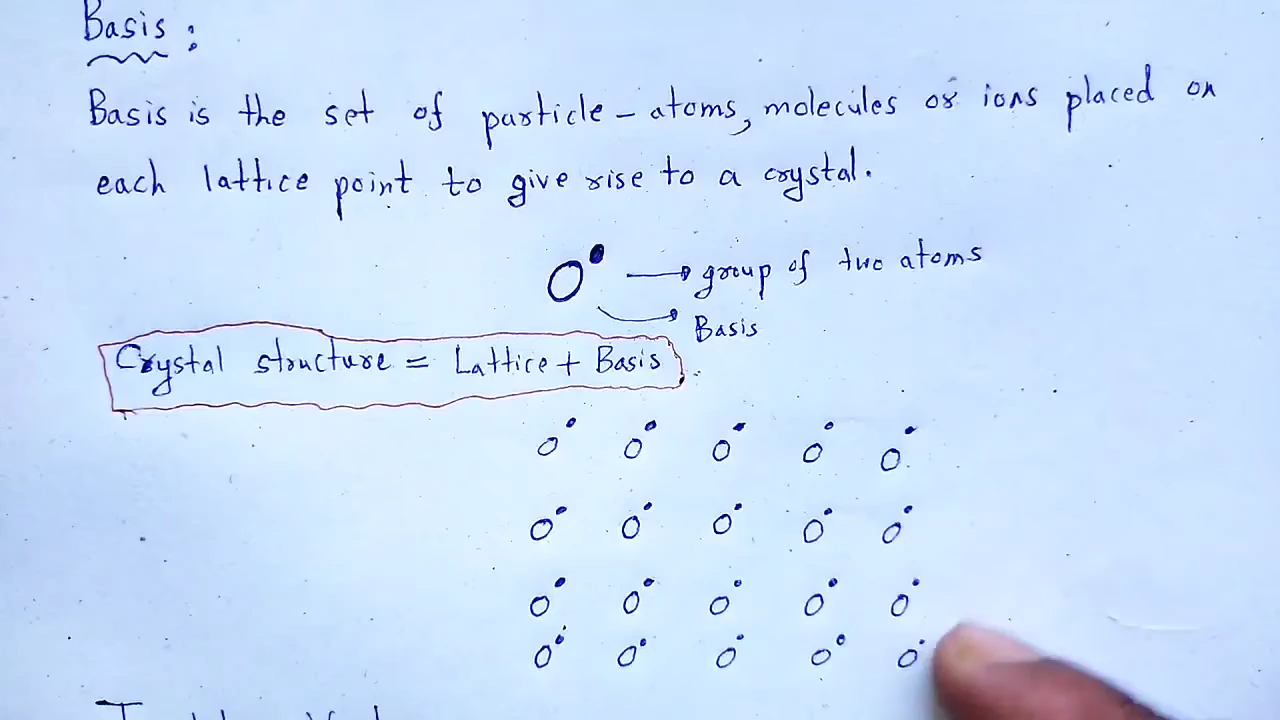 Basis :
Basis is the set of particle - atoms, molecules or ions placed on
each lattice point to give rise to a crystal.
group of two atoms
Basis
Crystal structure = Lattice + Basis